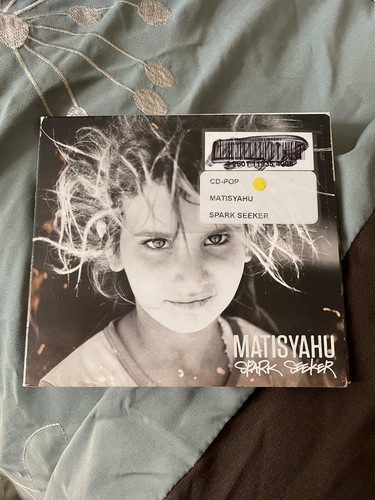 CD-POP
MATISYAHU
SPARK SEEKER
MATISYAHU
SPARK SEEKER